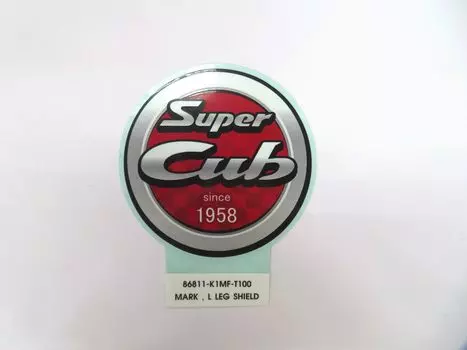 Super
Cub
since
1958
86811-K1MF-T100
MARK , L LEG SHIELD